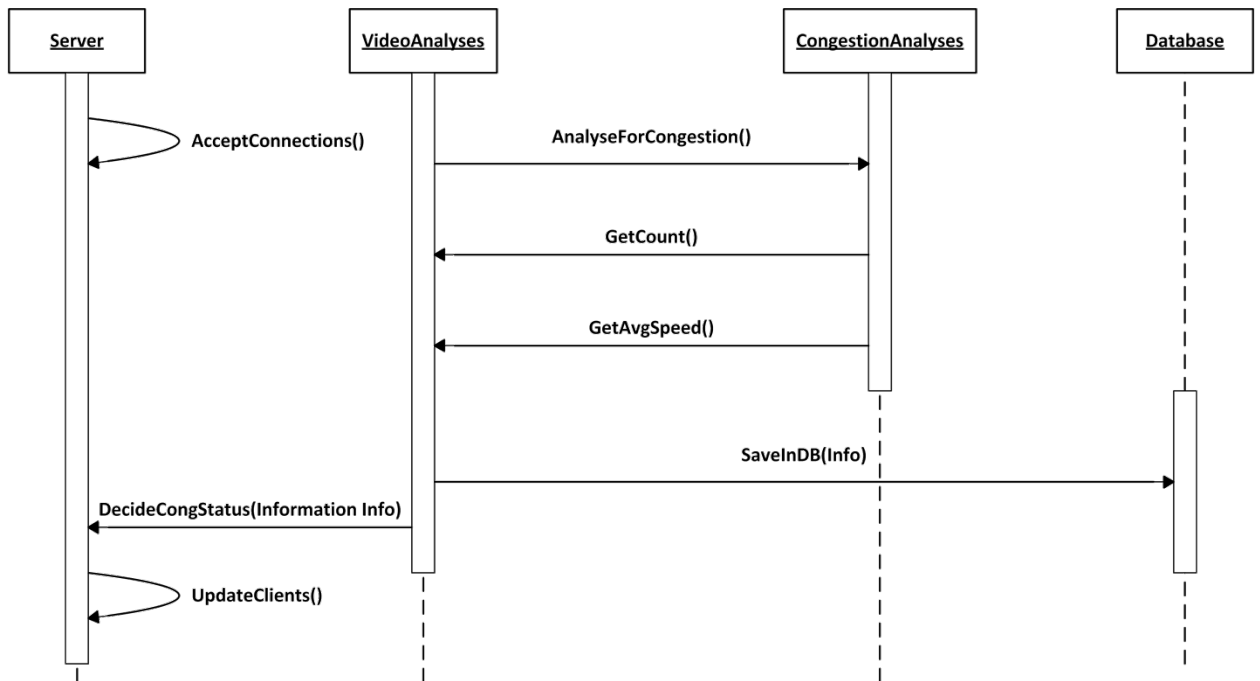 Server
VideoAnalyses
CongestionAnalyses
Database
AcceptConnections()
AnalyseForCongestion()
GetCount()
GetAvgSpeed()
SaveInDB(Info)
DecideCongStatus(Information Info)
UpdateClients()